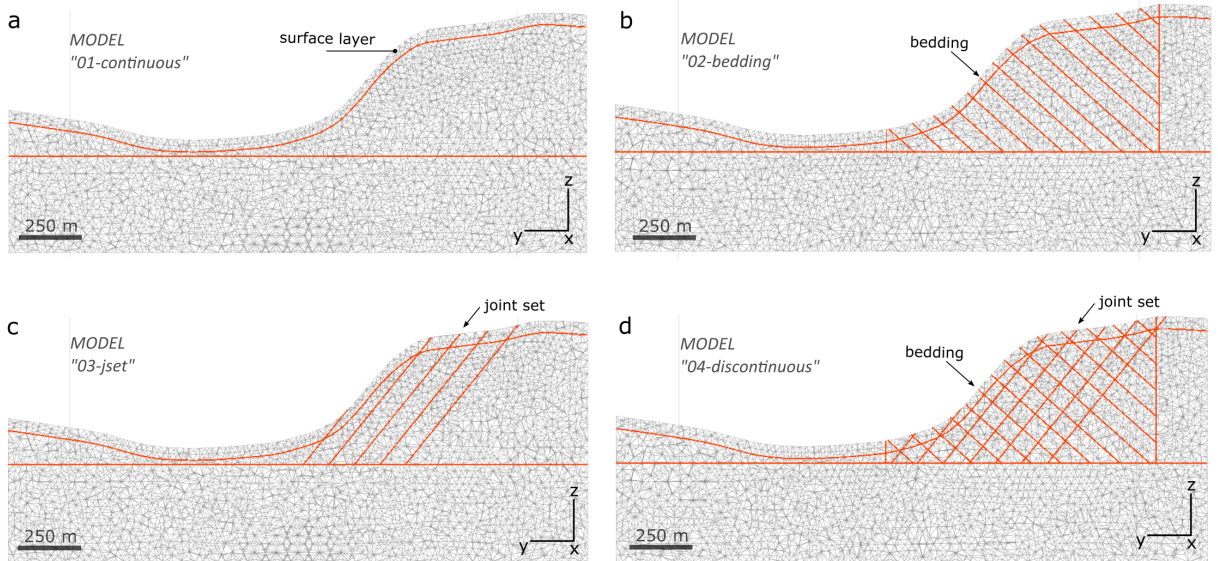 a
MODEL
"01-continuous"
surface layer
250 m
z
y
x
b
MODEL
"02-bedding"
bedding
250 m
z
y
x
c
MODEL
"03-jset"
joint set
250 m
z
y
x
d
MODEL
"04-discontinuous"
joint set
bedding
250 m
z
y
x